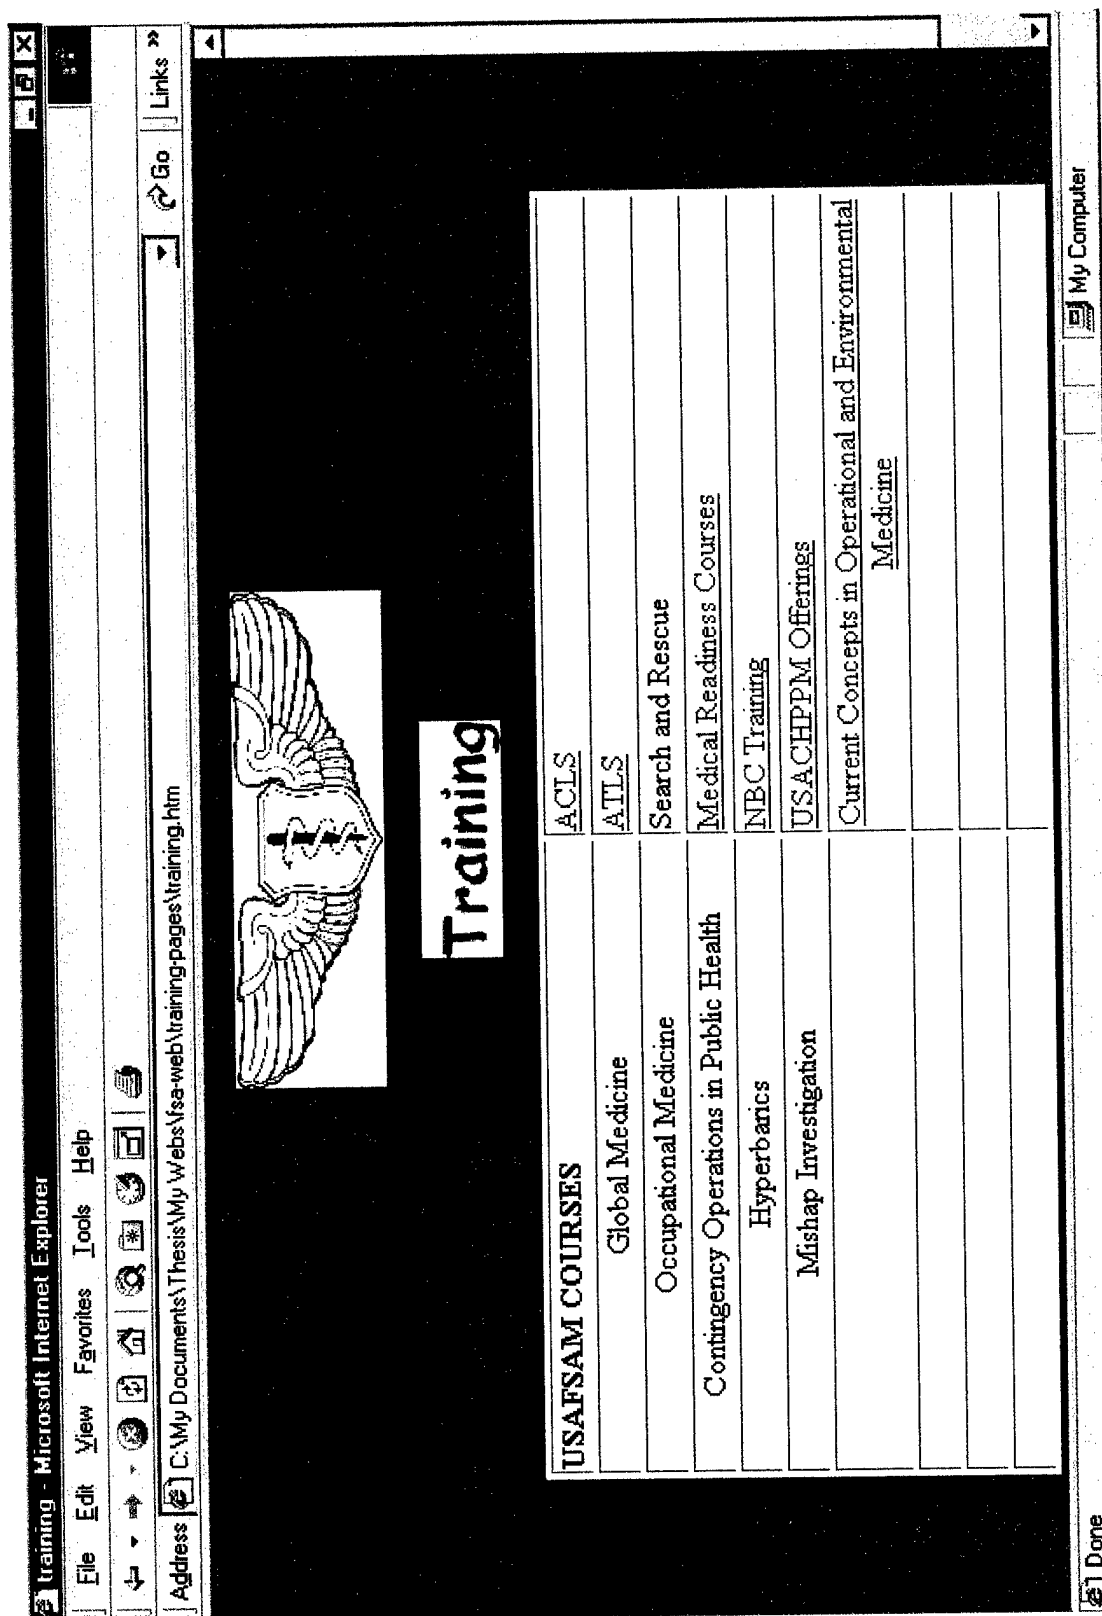 training - Microsoft Internet Explorer
File Edit View Favorites Tools Help
Address C:\My Documents\Thesis\My Webs\fsa-web\training-pages\training.htm Go Links »
Training
USAFSAM COURSES ACLS
Global Medicine ATLS
Occupational Medicine Search and Rescue
Contingency Operations in Public Health Medical Readiness Courses
Hyperbarics NBC Training
Mishap Investigation USACHPPM Offerings
Current Concepts in Operational and Environmental
Medicine
Done My Computer